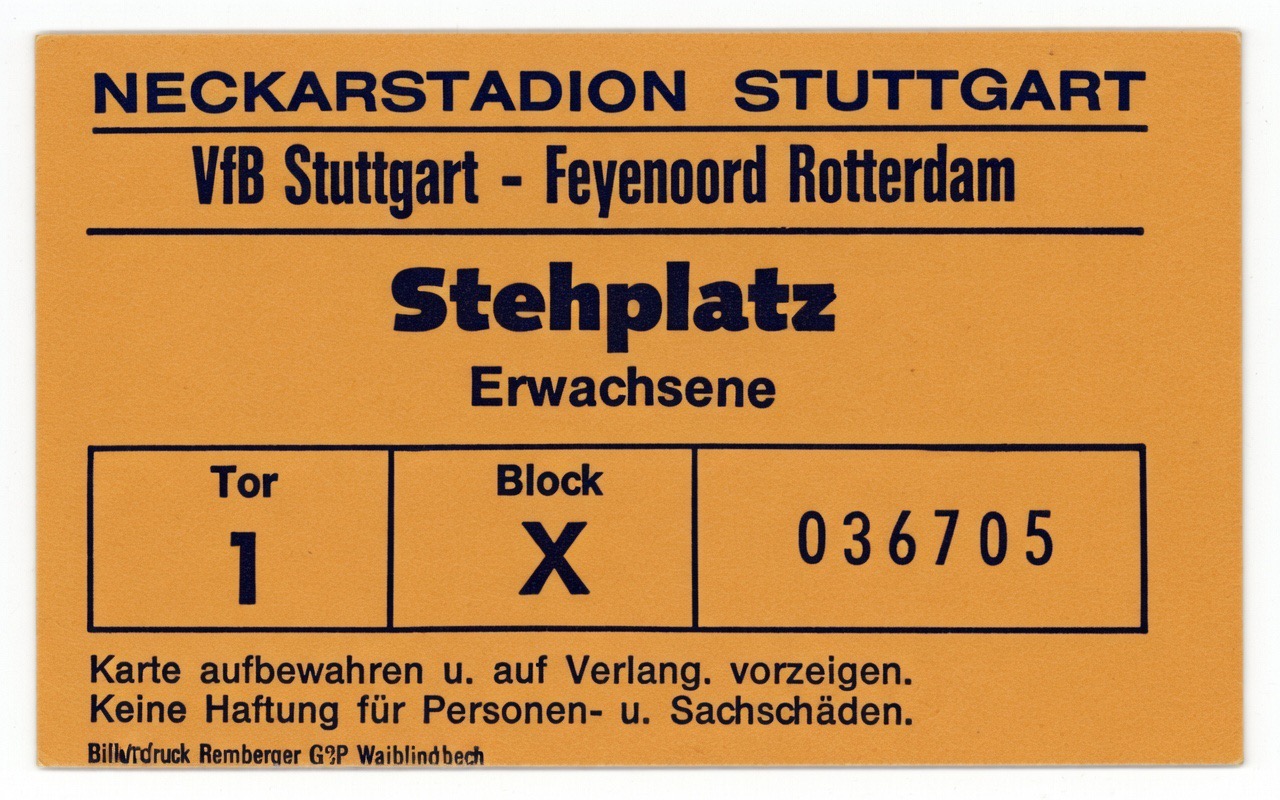 NECKARSTADION STUTTGART
VfB Stuttgart - Feyenoord Rotterdam
Stehplatz
Erwachsene
Tor
1
Block
X
036705
Karte aufbewahren u. auf Verlang. vorzeigen.
Keine Haftung für Personen- u. Sachschäden.
Remberger